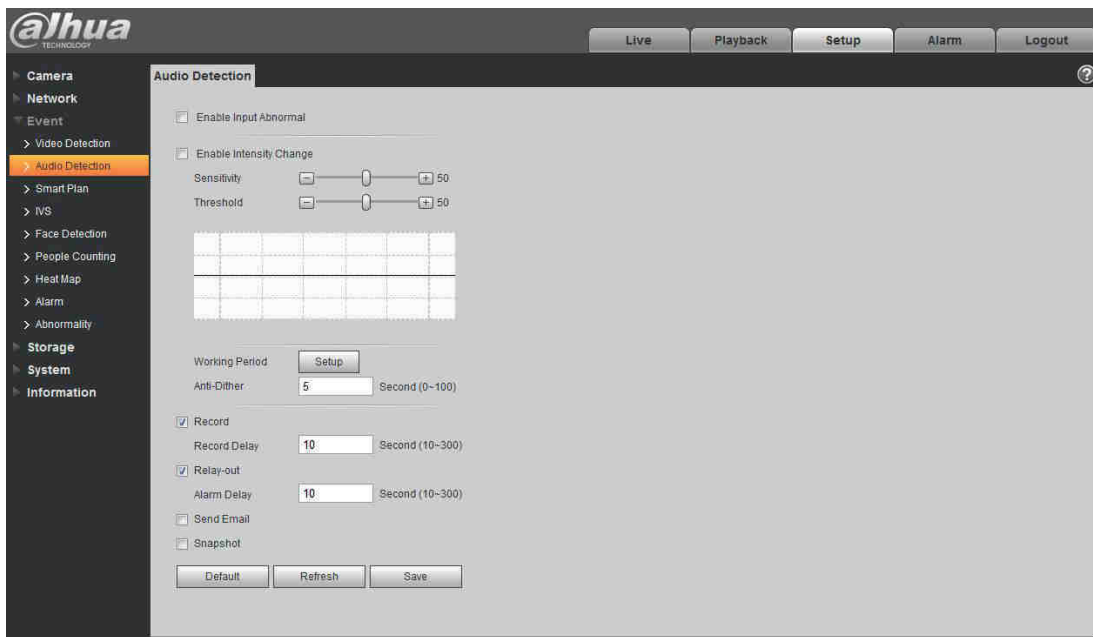 alhua
TECHNOLOGY
Live Playback Setup Alarm Logout
Camera
Network
Event
> Video Detection
> Audio Detection
> Smart Plan
> IVS
> Face Detection
> People Counting
> Heat Map
> Alarm
> Abnormality
Storage
System
Information
Audio Detection
?
Enable Input Abnormal
Enable Intensity Change
Sensitivity - + 50
Threshold - + 50
Working Period Setup
Anti-Dither 5 Second (0~100)
Record
Record Delay 10 Second (10~300)
Relay-out
Alarm Delay 10 Second (10~300)
Send Email
Snapshot
Default Refresh Save